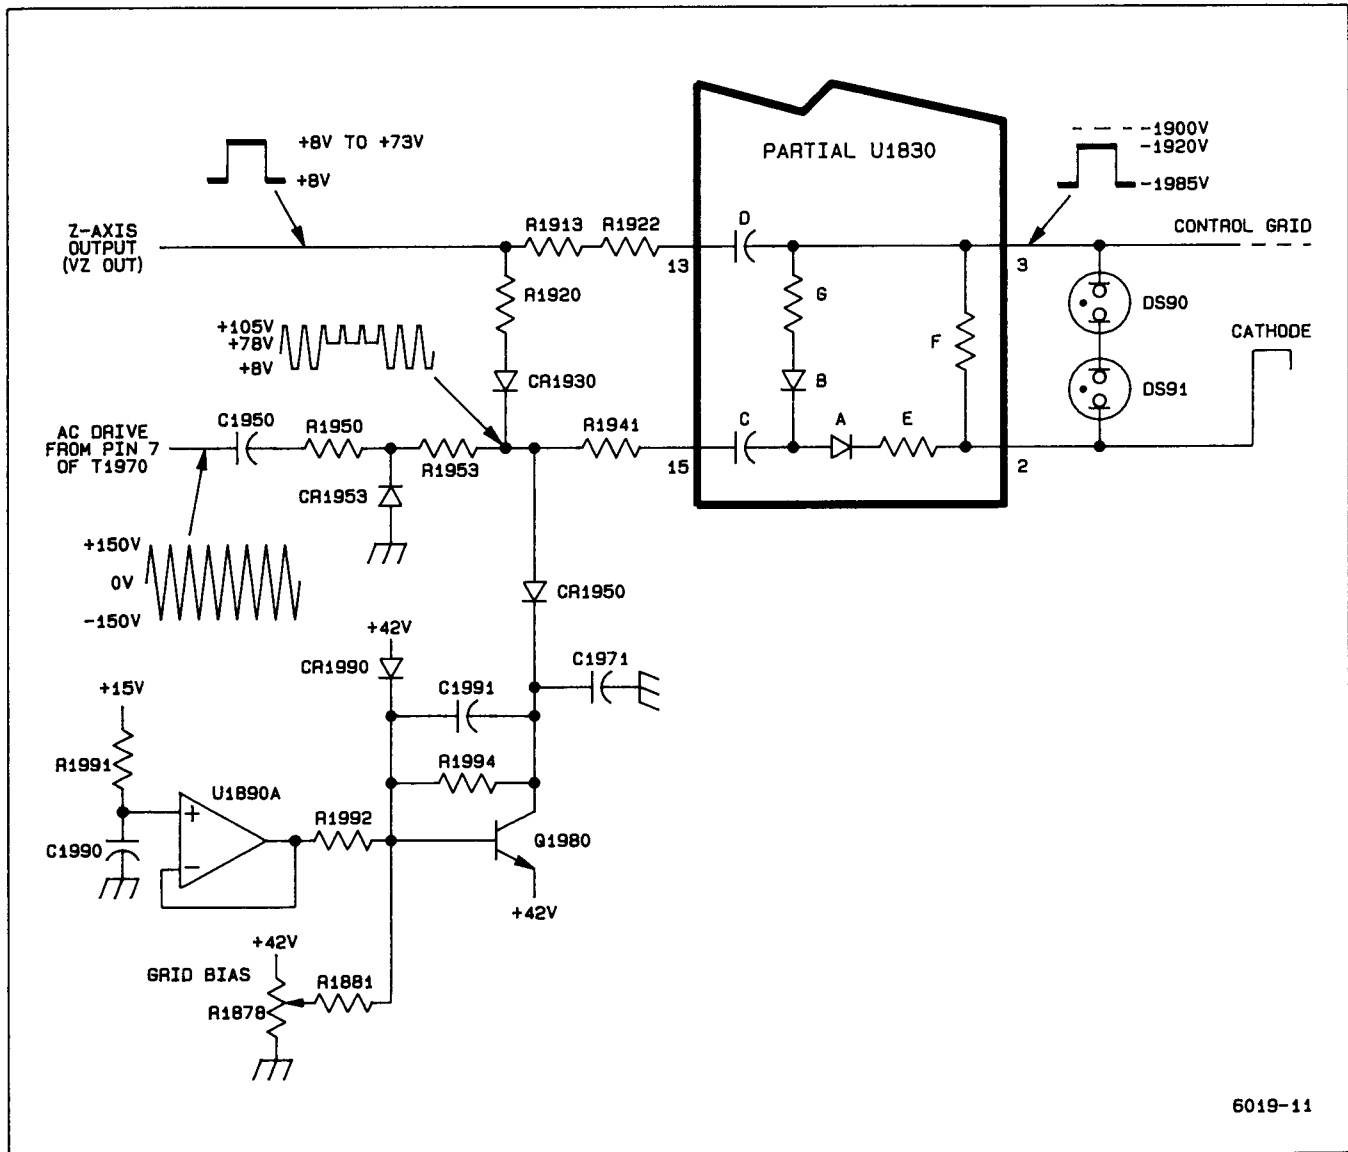 +8V TO +73V
+8V
PARTIAL U1830
-1900V
-1920V
-1985V
Z-AXIS
OUTPUT
(VZ OUT)
R1913
R1922
13
D
3
CONTROL GRID
R1920
G
F
DS90
+105V
+78V
+8V
CATHODE
CR1930
B
DS91
AC DRIVE
FROM PIN 7
OF T1970
C1950
R1950
R1953
R1941
15
C
A
E
2
CR1953
+150V
0V
-150V
CR1950
+42V
CR1990
C1991
C1971
+15V
R1991
R1994
U1890A
+
-
C1990
R1992
Q1980
+42V
+42V
GRID BIAS
R1878
R1881
6019-11